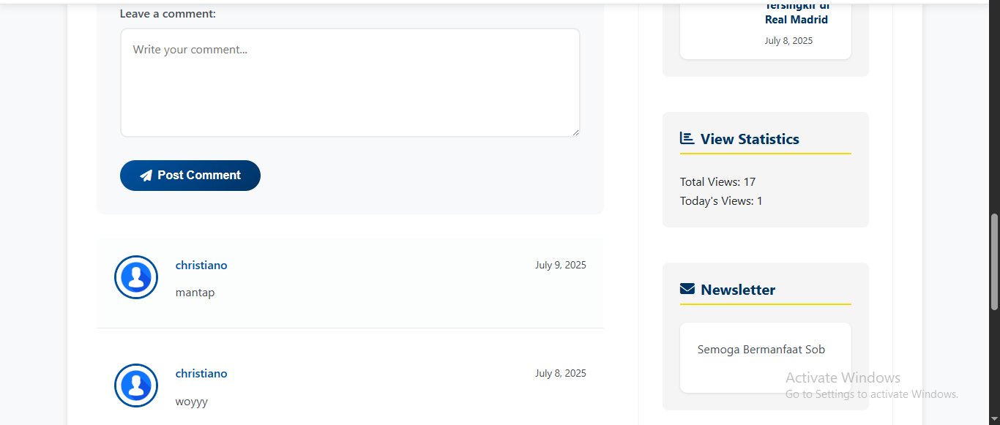 Leave a comment:
Write your comment...
Post Comment
christiano
July 9, 2025
mantap
christiano
July 8, 2025
woyyy
Tersingkir di
Real Madrid
July 8, 2025
View Statistics
Total Views: 17
Today's Views: 1
Newsletter
Semoga Bermanfaat Sob
Activate Windows
Go to Settings to activate Windows.